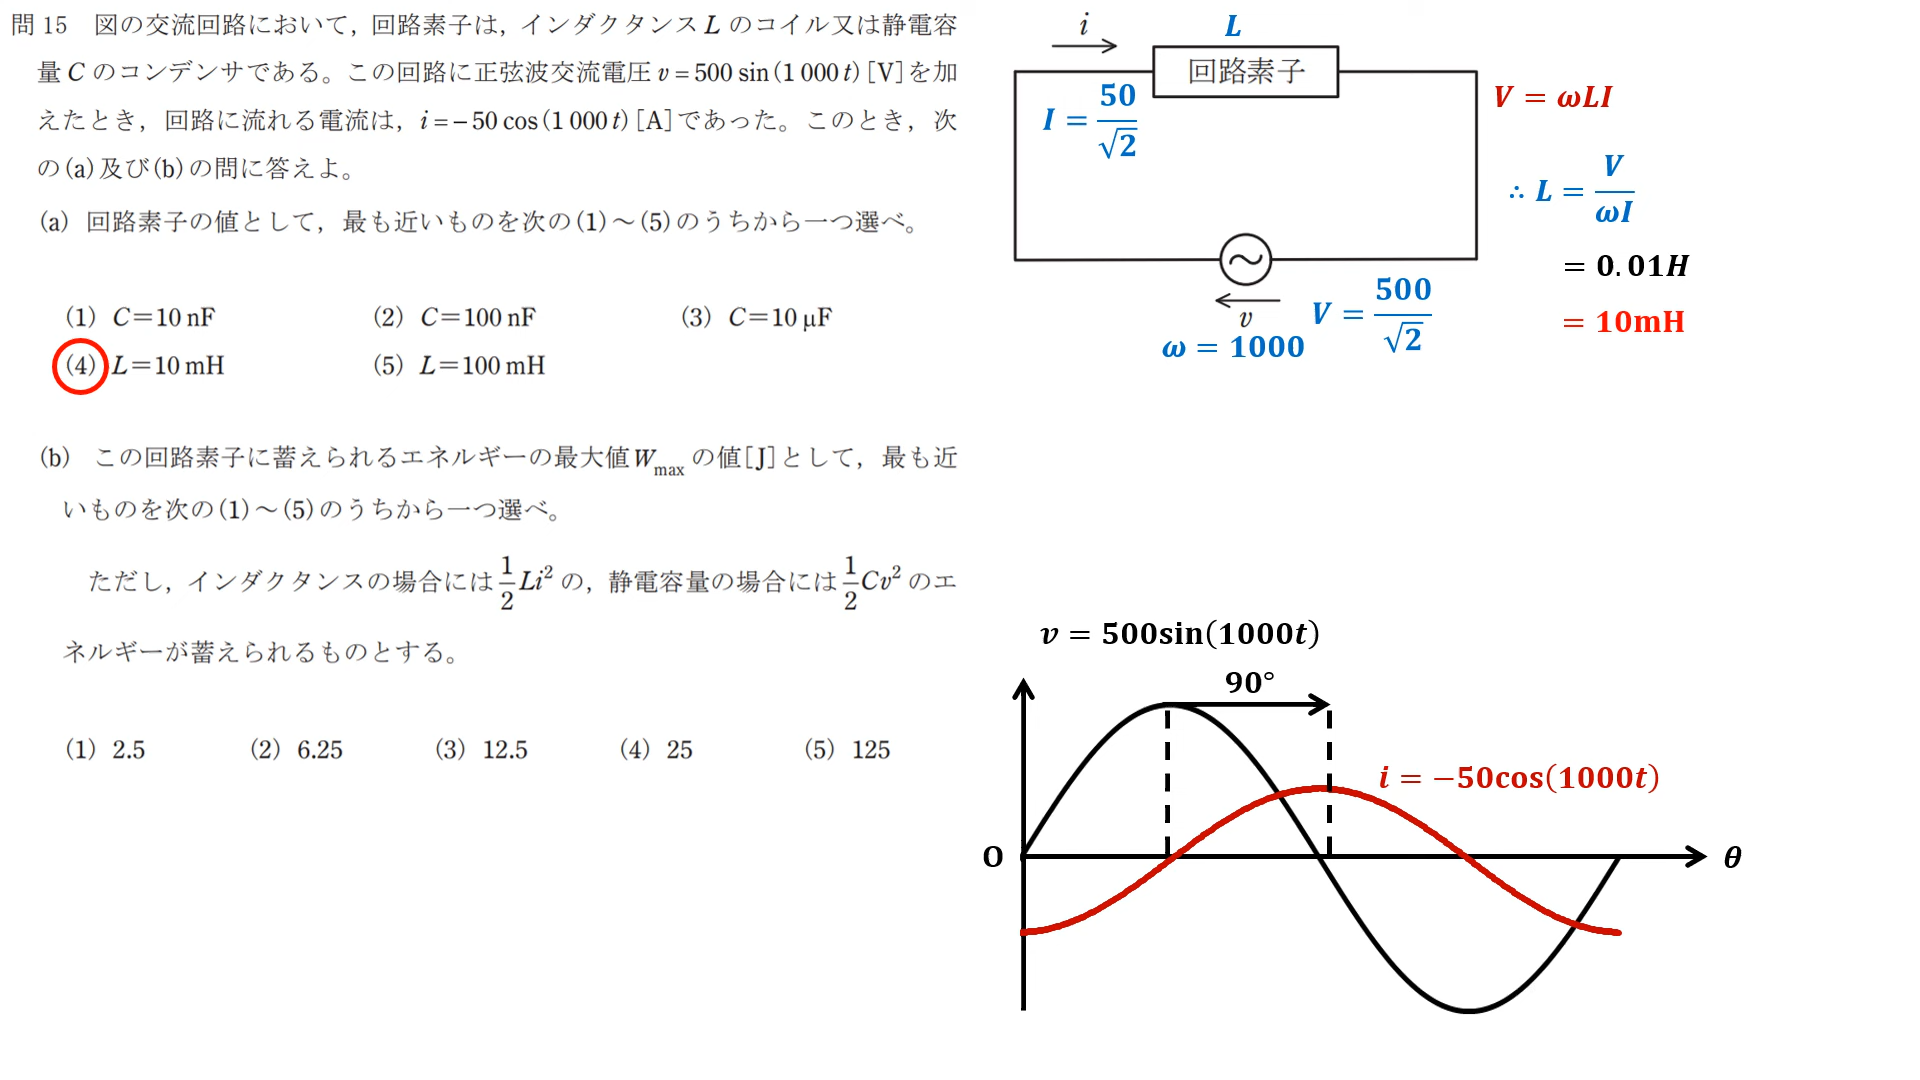 問 15　図の交流回路において，回路素子は，インダクタンス L のコイル又は静電容
量 C のコンデンサである。この回路に正弦波交流電圧 v = 500 sin(1 000 t) [V]を加
えたとき，回路に流れる電流は，i = − 50 cos(1 000 t) [A]であった。このとき，次
の(a)及び(b)の問に答えよ。
(a) 回路素子の値として，最も近いものを次の(1)～(5)のうちから一つ選べ。
(1) C＝10 nF (2) C＝100 nF (3) C＝10 μF
(4) L＝10 mH (5) L＝100 mH
(b) この回路素子に蓄えられるエネルギーの最大値 Wmax の値[J]として，最も近
いものを次の(1)～(5)のうちから一つ選べ。
ただし，インダクタンスの場合には 1/2 Li² の，静電容量の場合には 1/2 Cv² のエ
ネルギーが蓄えられるものとする。
(1) 2.5 (2) 6.25 (3) 12.5 (4) 25 (5) 125
i
L
回路素子
I = 50/√2
v
V = 500/√2
ω = 1000
V = ωLI
∴ L = V/ωI
= 0.01H
= 10mH
v = 500sin(1000t)
90°
i = −50cos(1000t)
O
θ